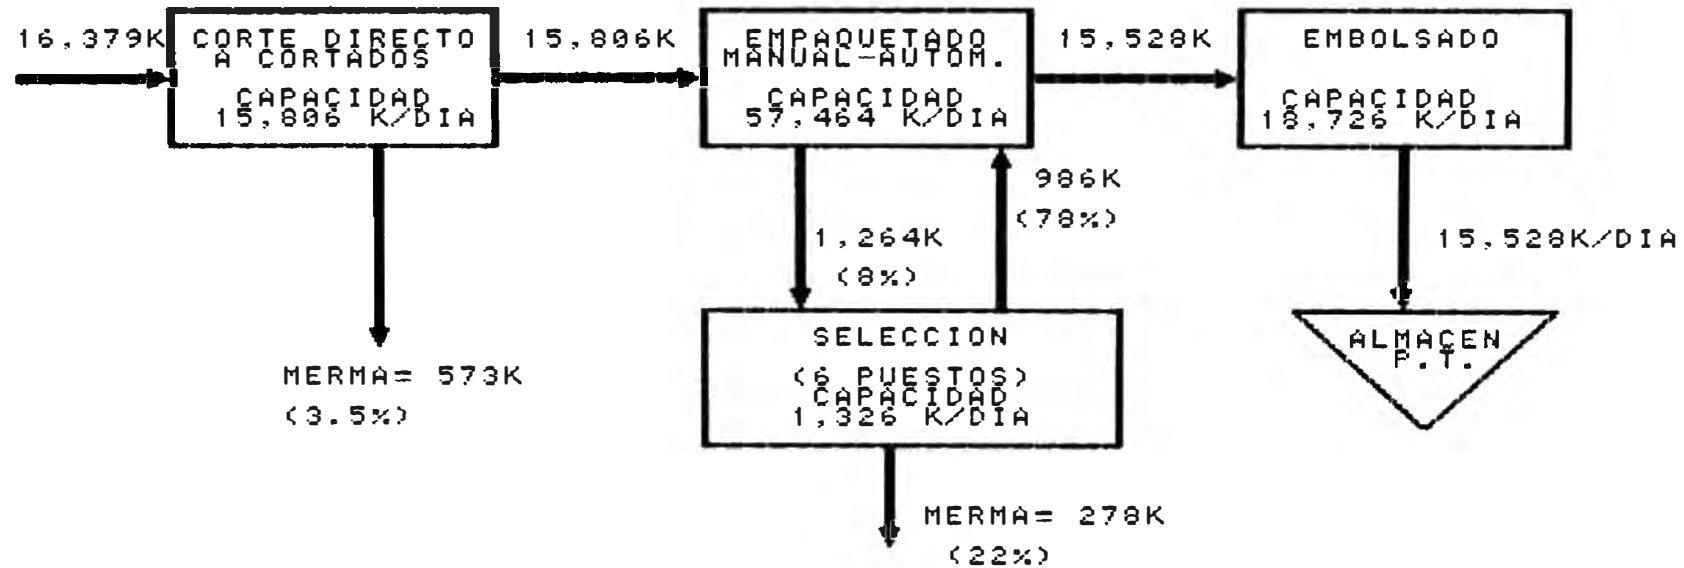 16,379K
CORTE DIRECTO
A CORTADOS
CAPACIDAD
15,806 K/DIA
15,806K
EMPAQUETADO
MANUAL-AUTOM.
CAPACIDAD
57,464 K/DIA
15,528K
EMBOLSADO
CAPACIDAD
18,726 K/DIA
986K
(78%)
1,264K
(8%)
15,528K/DIA
MERMA= 573K
(3.5%)
SELECCION
(6 PUESTOS)
CAPACIDAD
1,326 K/DIA
ALMACEN
P.T.
MERMA= 278K
(22%)